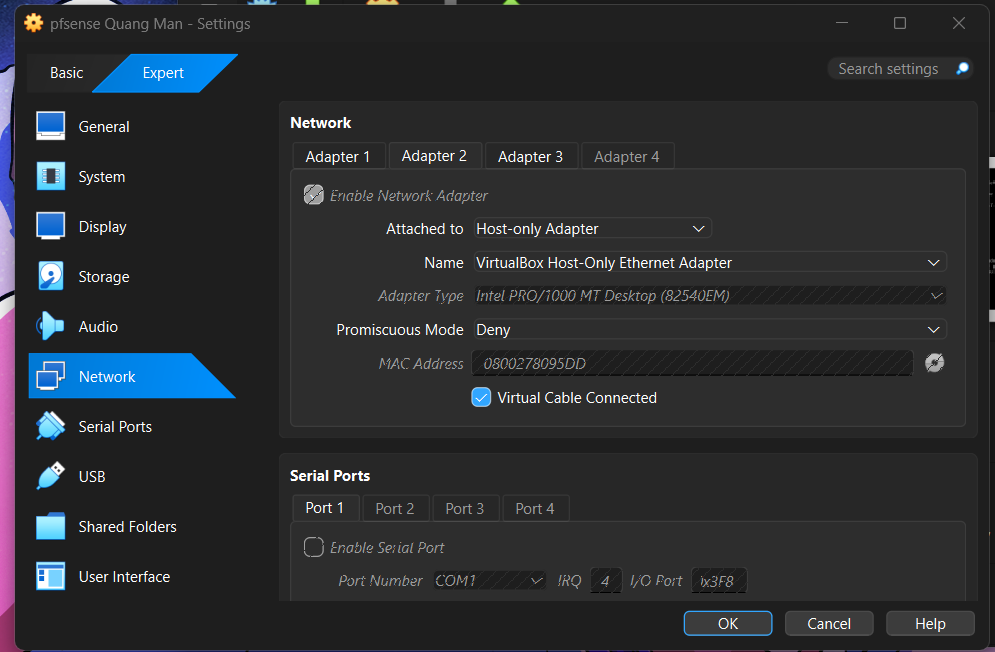 pfsense Quang Man - Settings
Basic Expert
Search settings
General
System
Display
Storage
Audio
Network
Serial Ports
USB
Shared Folders
User Interface
Network
Adapter 1 Adapter 2 Adapter 3 Adapter 4
Enable Network Adapter
Attached to Host-only Adapter
Name VirtualBox Host-Only Ethernet Adapter
Adapter Type Intel PRO/1000 MT Desktop (82540EM)
Promiscuous Mode Deny
MAC Address 0800278095DD
Virtual Cable Connected
Serial Ports
Port 1 Port 2 Port 3 Port 4
Enable Serial Port
Port Number COM1 IRQ 4 I/O Port 0x3F8
OK Cancel Help